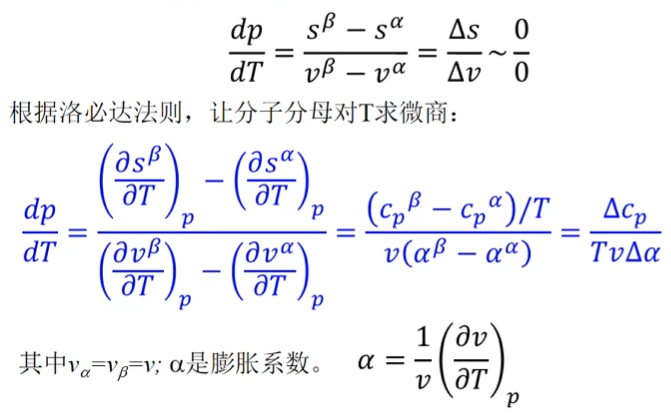 $\frac{dp}{dT} = \frac{s^{\beta} - s^{\alpha}}{v^{\beta} - v^{\alpha}} = \frac{\Delta s}{\Delta v} \sim \frac{0}{0}$
根据洛必达法则，让分子分母对T求微商：
$\frac{dp}{dT} = \frac{\left(\frac{\partial s^{\beta}}{\partial T}\right)_p - \left(\frac{\partial s^{\alpha}}{\partial T}\right)_p}{\left(\frac{\partial v^{\beta}}{\partial T}\right)_p - \left(\frac{\partial v^{\alpha}}{\partial T}\right)_p} = \frac{(c_p{}^{\beta} - c_p{}^{\alpha})/T}{v(\alpha^{\beta} - \alpha^{\alpha})} = \frac{\Delta c_p}{Tv\Delta\alpha}$
其中$v_{\alpha}$=$v_{\beta}$=$v$; α是膨胀系数。 $\alpha = \frac{1}{v}\left(\frac{\partial v}{\partial T}\right)_p$